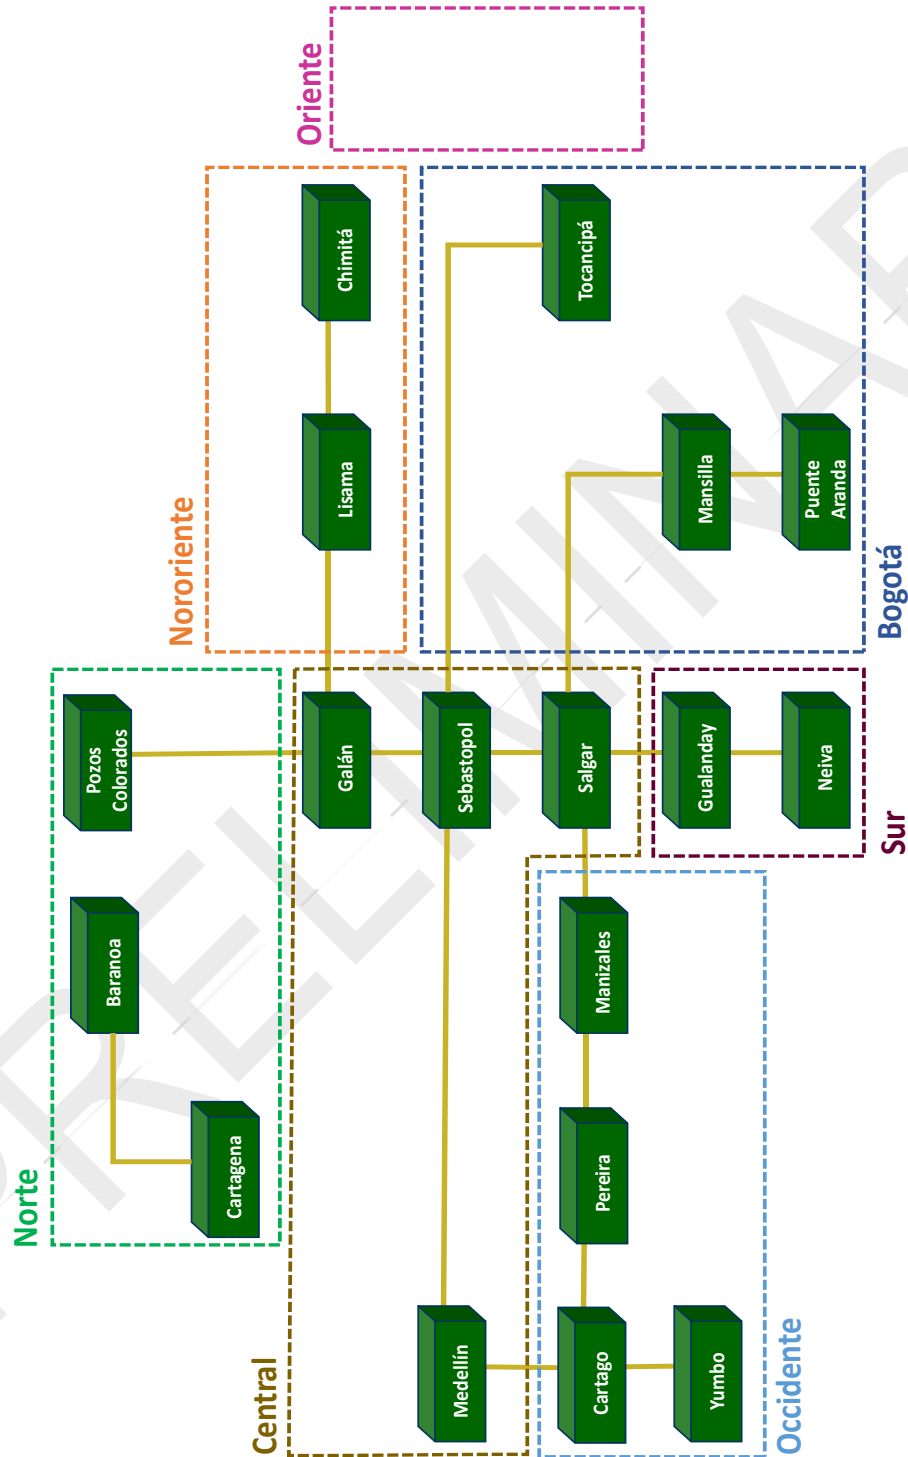 Norte
Pozos
Colorados
Baranoa
Cartagena
Nororiente
Chimitá
Lisama
Oriente
Central
Galán
Sebastopol
Salgar
Medellín
Bogotá
Tocancipá
Mansilla
Puente
Aranda
Occidente
Manizales
Pereira
Cartago
Yumbo
Sur
Gualanday
Neiva
PRELIMINAR